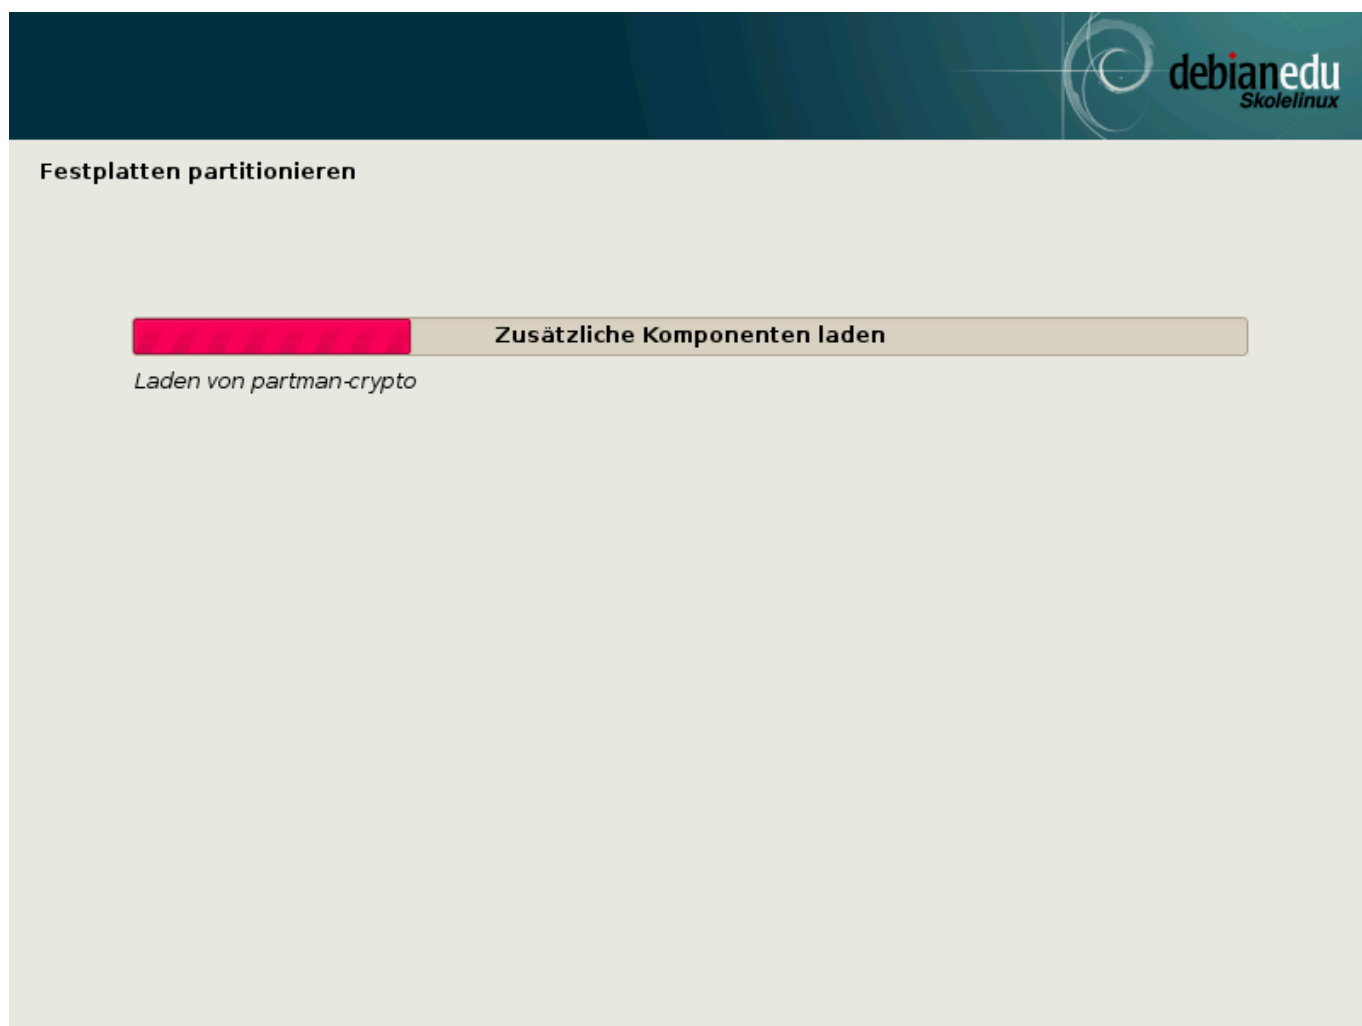 debianedu
Skolelinux
Festplatten partitionieren
Zusätzliche Komponenten laden
Laden von partman-crypto